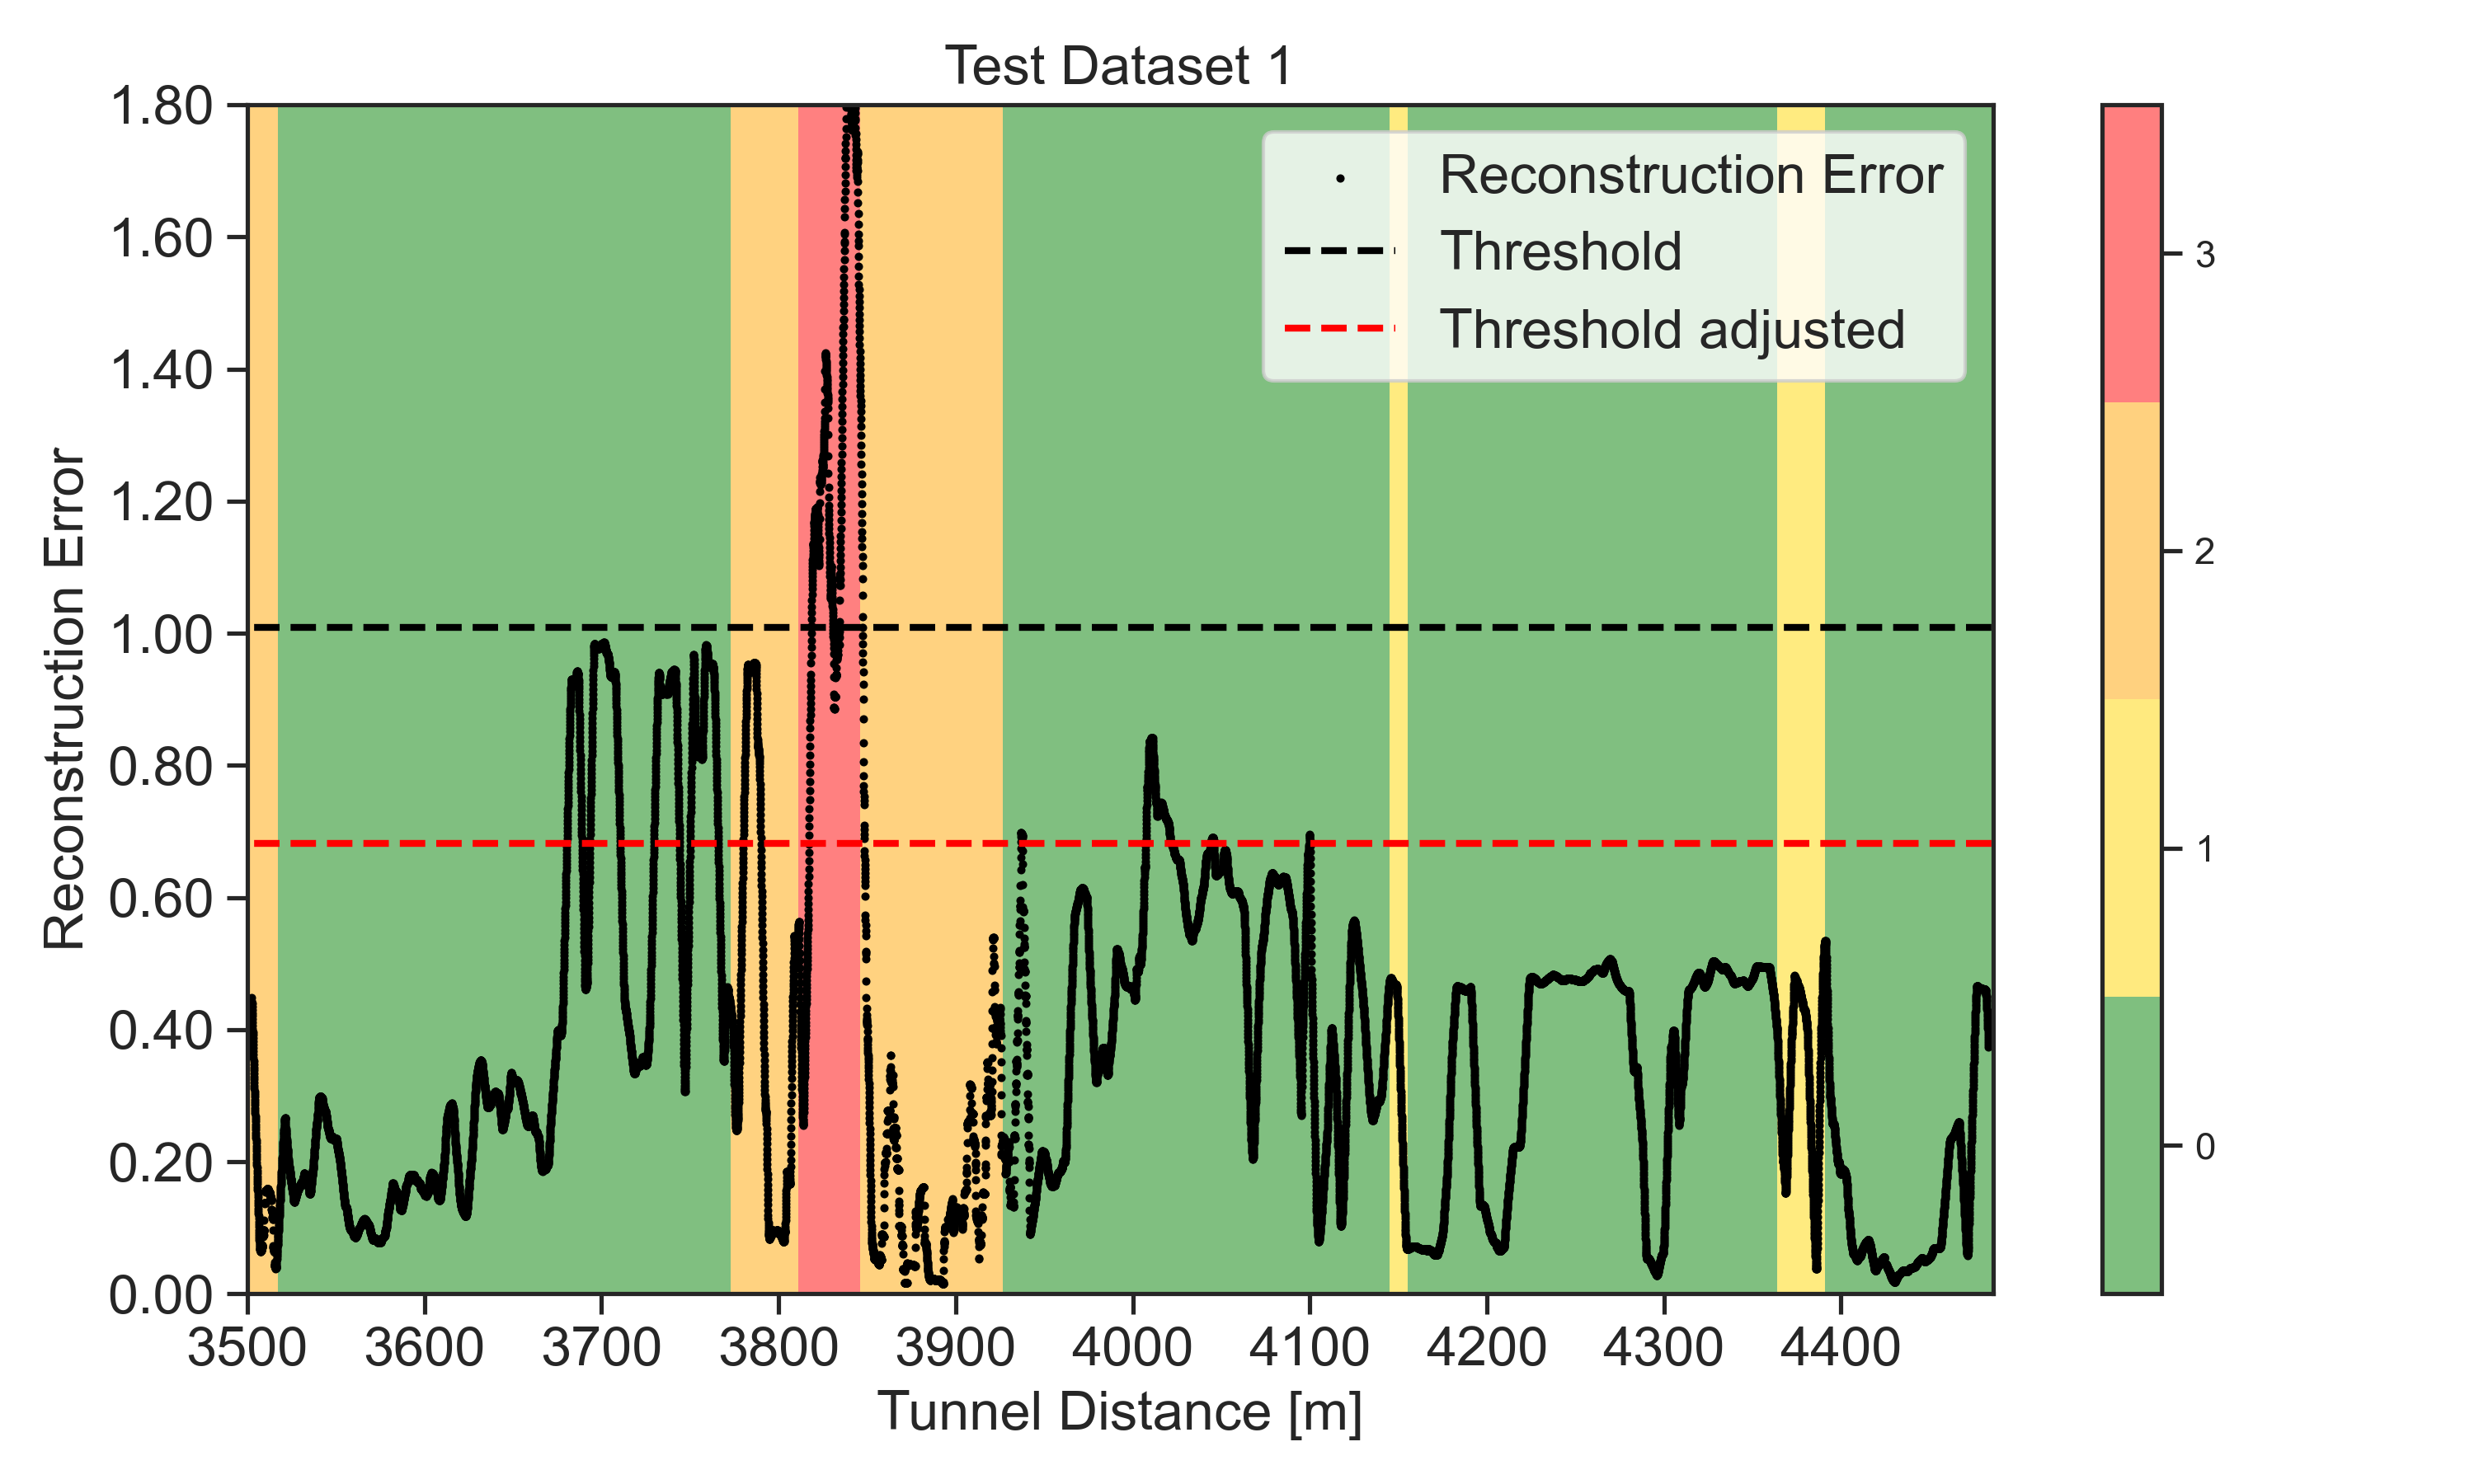 Test Dataset 1
1.80
1.60
1.40
1.20
1.00
0.80
0.60
0.40
0.20
0.00
Reconstruction Error
Reconstruction Error
Threshold
Threshold adjusted
3
2
1
0
3500 3600 3700 3800 3900 4000 4100 4200 4300 4400
Tunnel Distance [m]